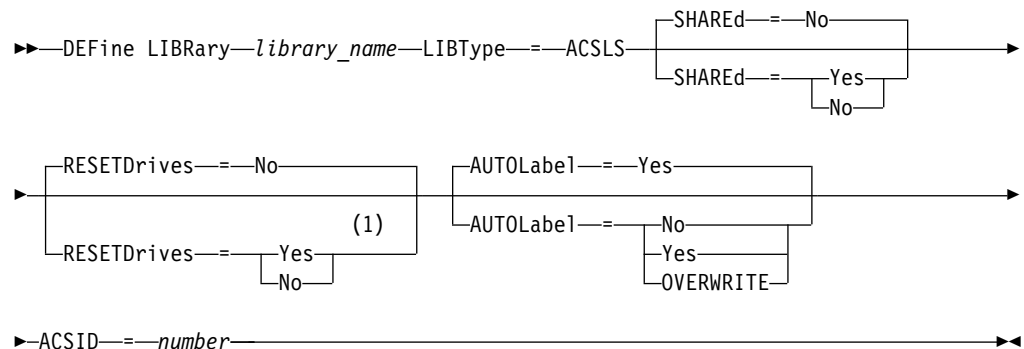 SHAREd = No
DEFine LIBRary library_name LIBType = ACSLS
SHAREd = Yes
No
RESETDrives = No
AUTOLabel = Yes
(1)
RESETDrives = Yes
No
AUTOLabel = No
Yes
OVERWRITE
ACSID = number